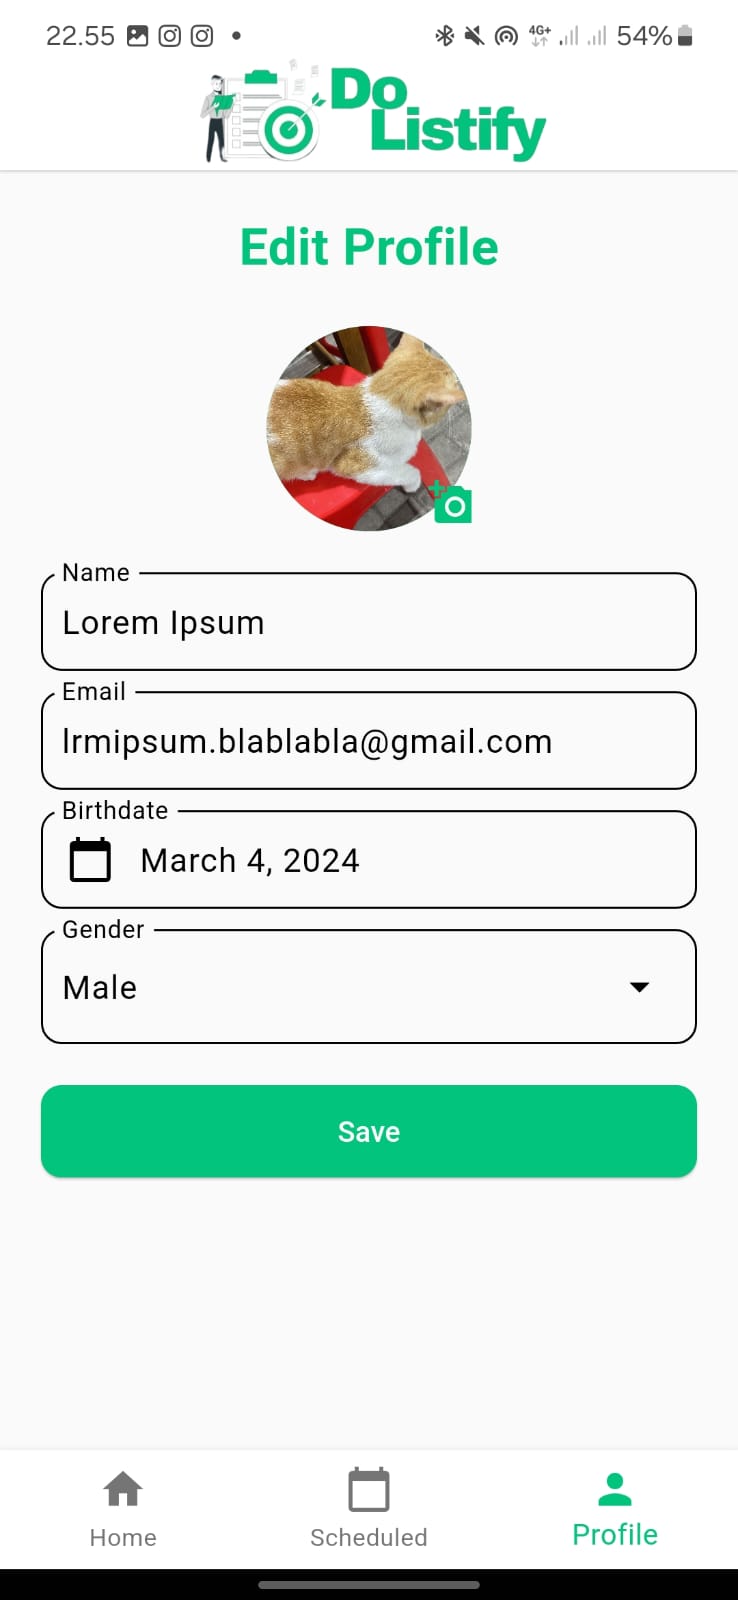 22.55 4G+ 54%
Do
Listify
Edit Profile
Name
Lorem Ipsum
Email
lrmipsum.blablabla@gmail.com
Birthdate
March 4, 2024
Gender
Male
Save
Home Scheduled Profile